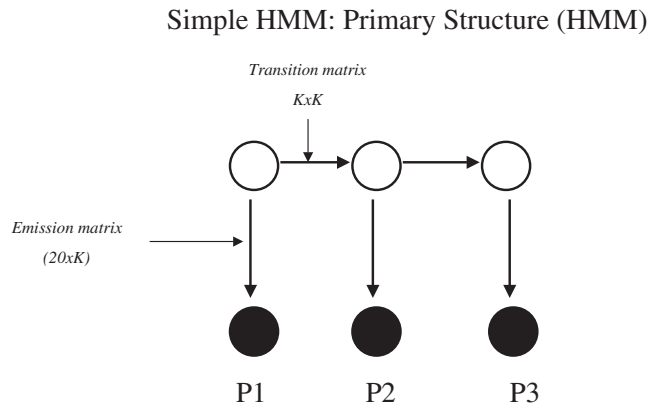 Simple HMM: Primary Structure (HMM)
Transition matrix
KxK
Emission matrix
(20xK)
P1 P2 P3